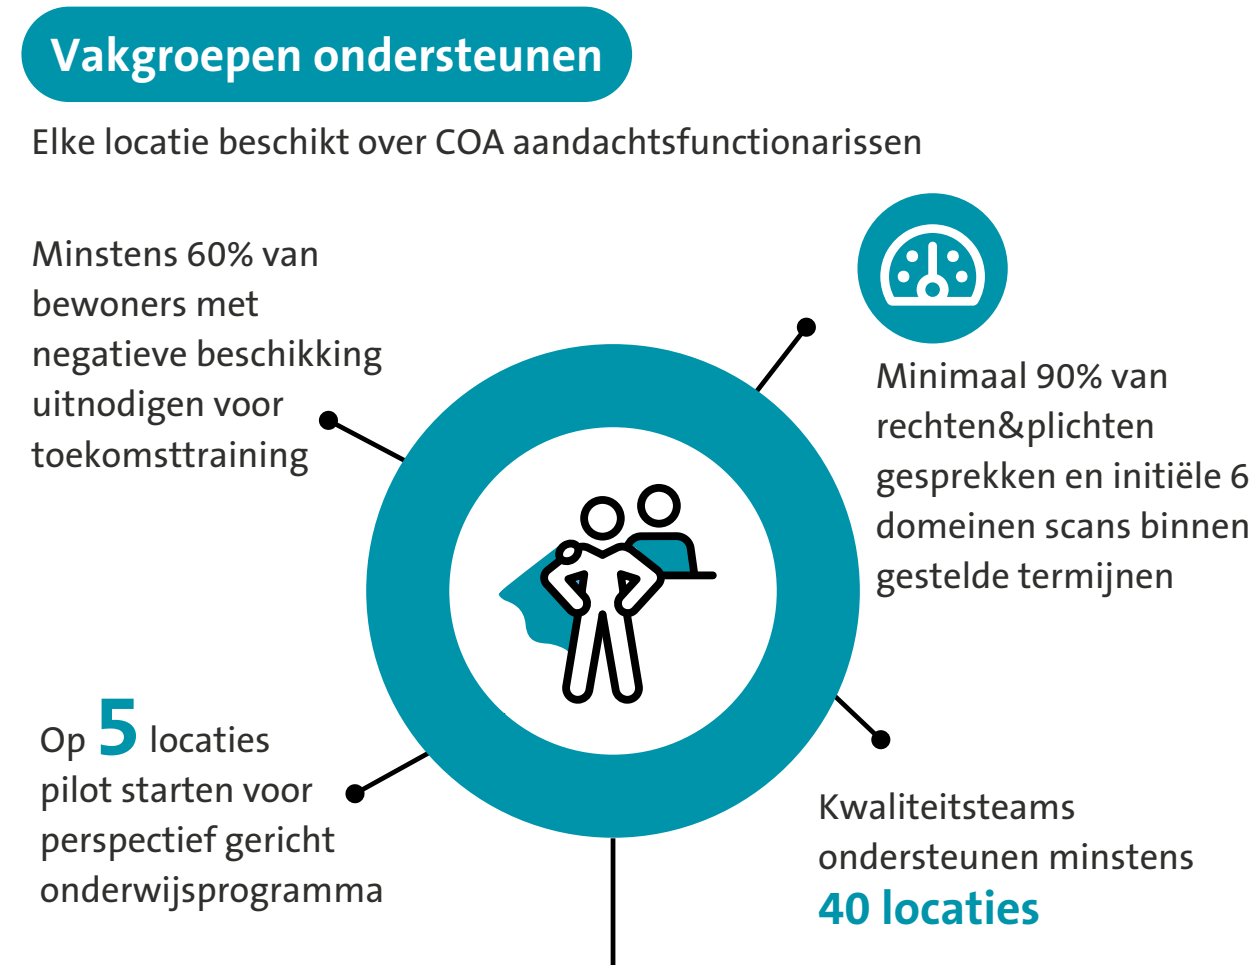 Vakgroepen ondersteunen
Elke locatie beschikt over COA aandachtsfunctionarissen
Minstens 60% van
bewoners met
negatieve beschikking
uitnodigen voor
toekomsttraining
Minimaal 90% van
rechten&plichten
gesprekken en initiële 6
domeinen scans binnen
gestelde termijnen
Op 5 locaties
pilot starten voor
perspectief gericht
onderwijsprogramma
Kwaliteitsteams
ondersteunen minstens
40 locaties